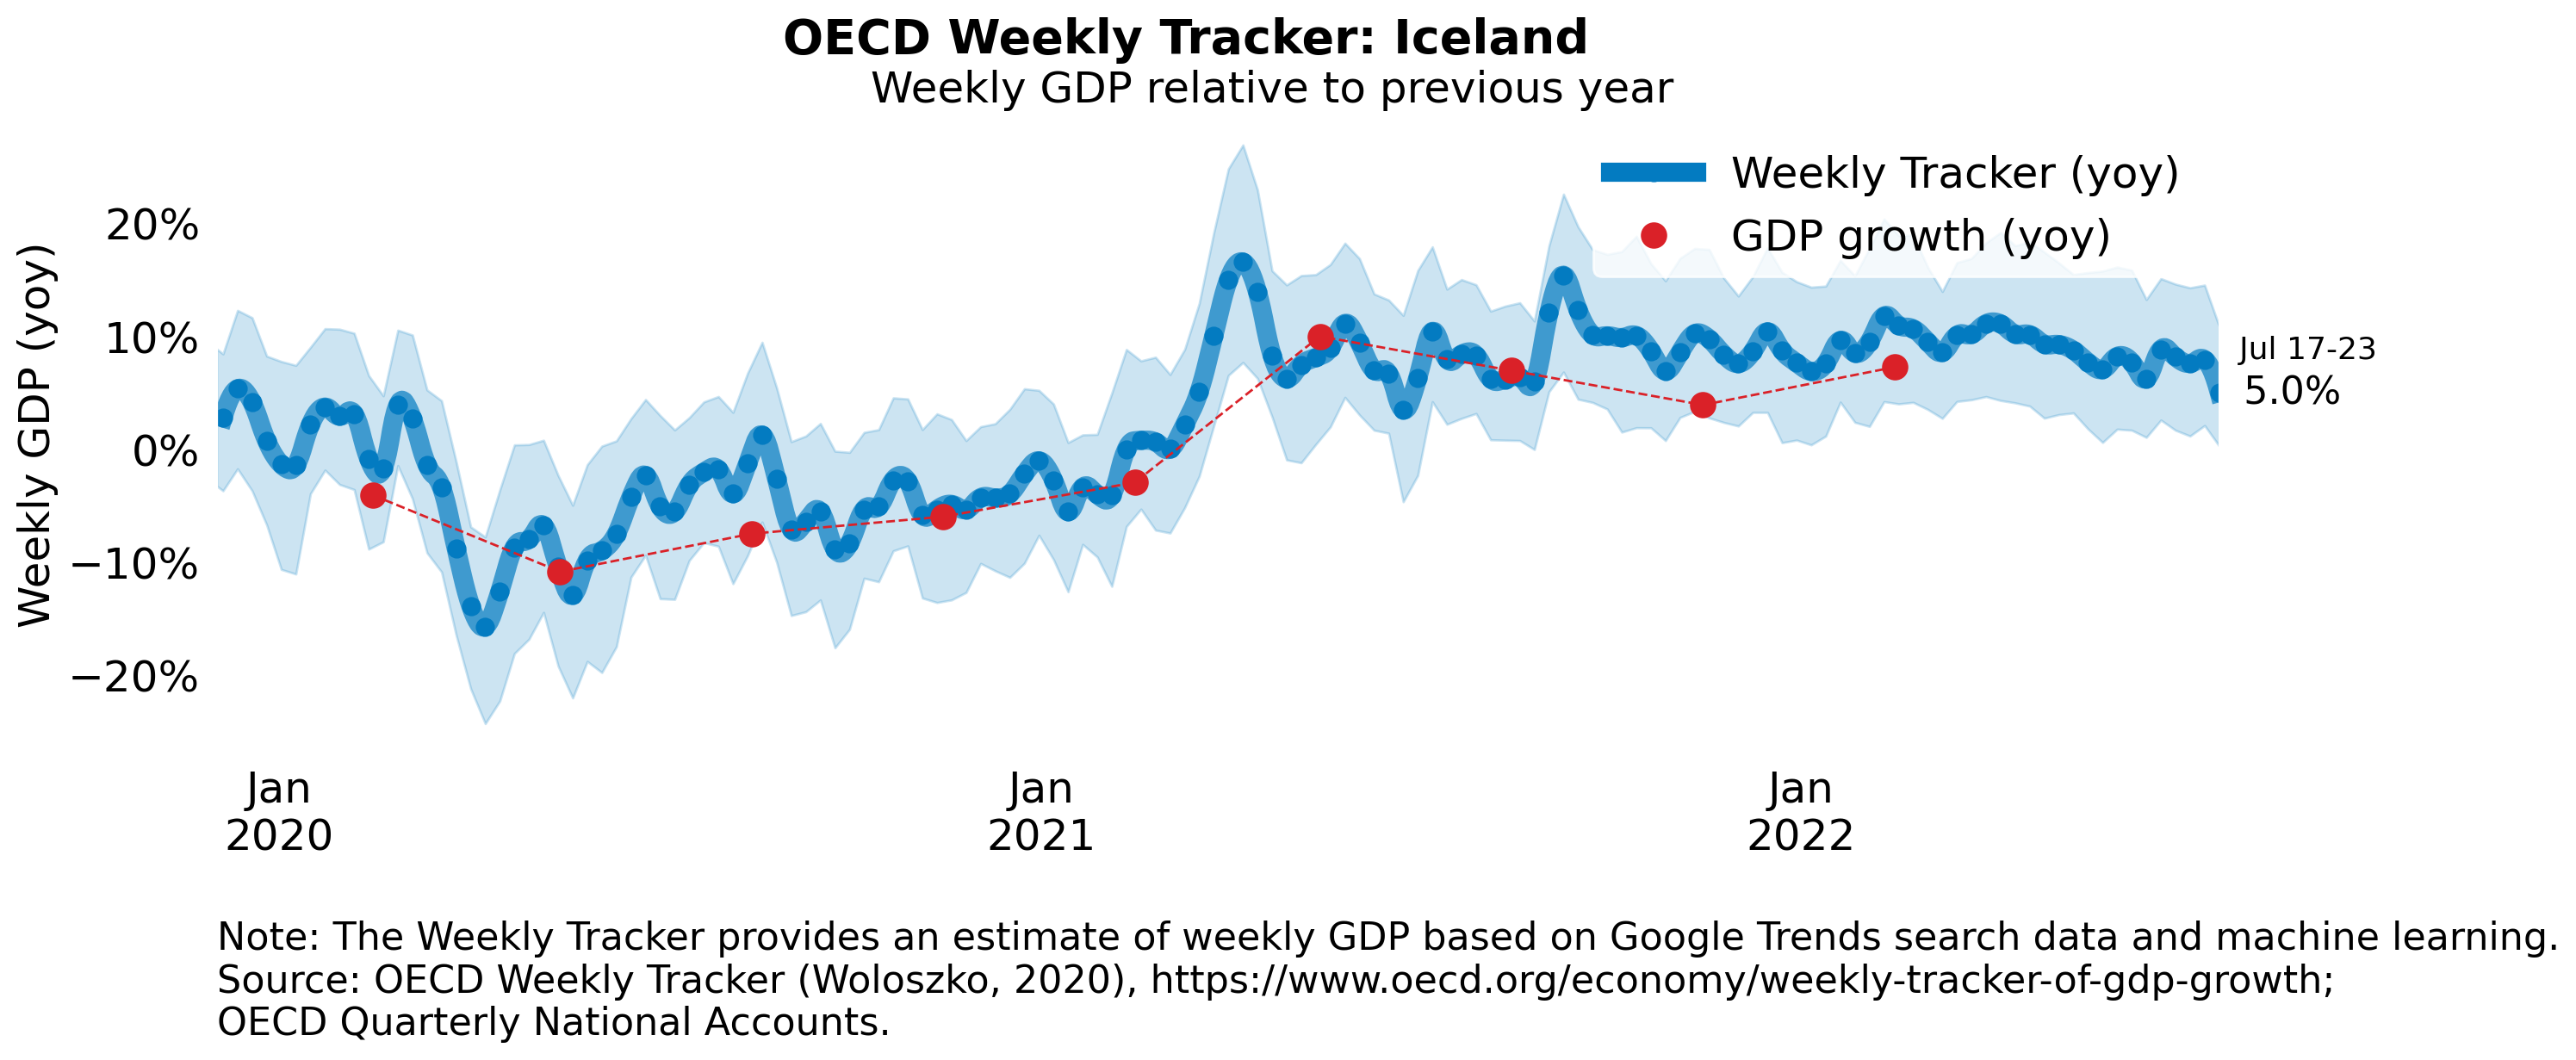 OECD Weekly Tracker: Iceland
Weekly GDP relative to previous year
Weekly Tracker (yoy)
GDP growth (yoy)
Weekly GDP (yoy)
20%
10%
0%
−10%
−20%
Jul 17-23
5.0%
Jan
2020
Jan
2021
Jan
2022
Note: The Weekly Tracker provides an estimate of weekly GDP based on Google Trends search data and machine learning.
Source: OECD Weekly Tracker (Woloszko, 2020), https://www.oecd.org/economy/weekly-tracker-of-gdp-growth;
OECD Quarterly National Accounts.